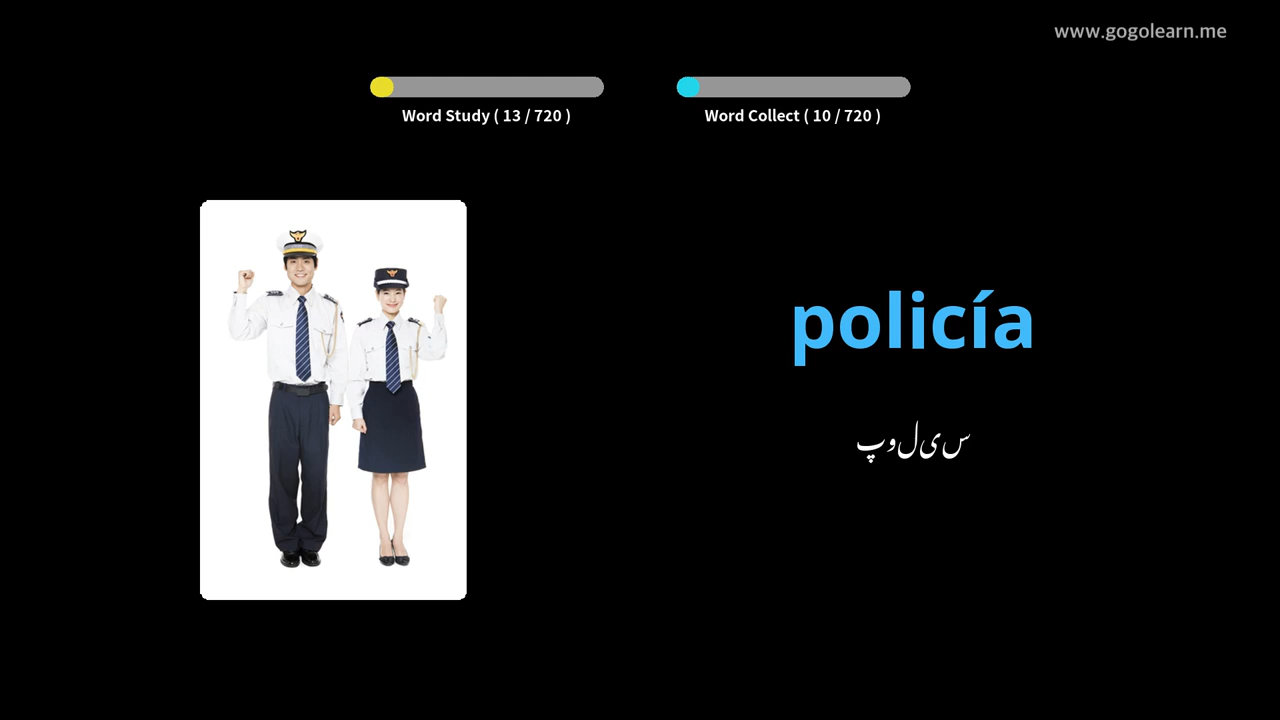 www.gogolearn.me
Word Study ( 13 / 720 )
Word Collect ( 10 / 720 )
policía
پولیس